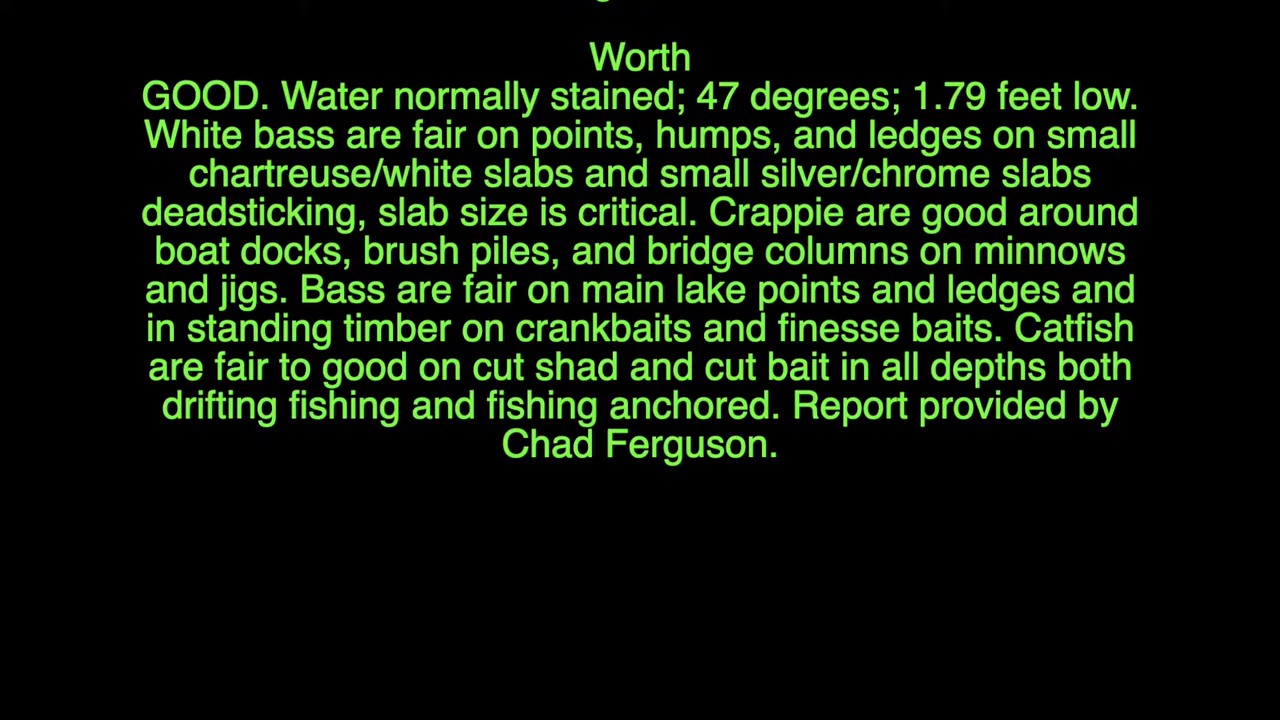 Worth
GOOD. Water normally stained; 47 degrees; 1.79 feet low.
White bass are fair on points, humps, and ledges on small
chartreuse/white slabs and small silver/chrome slabs
deadsticking, slab size is critical. Crappie are good around
boat docks, brush piles, and bridge columns on minnows
and jigs. Bass are fair on main lake points and ledges and
in standing timber on crankbaits and finesse baits. Catfish
are fair to good on cut shad and cut bait in all depths both
drifting fishing and fishing anchored. Report provided by
Chad Ferguson.